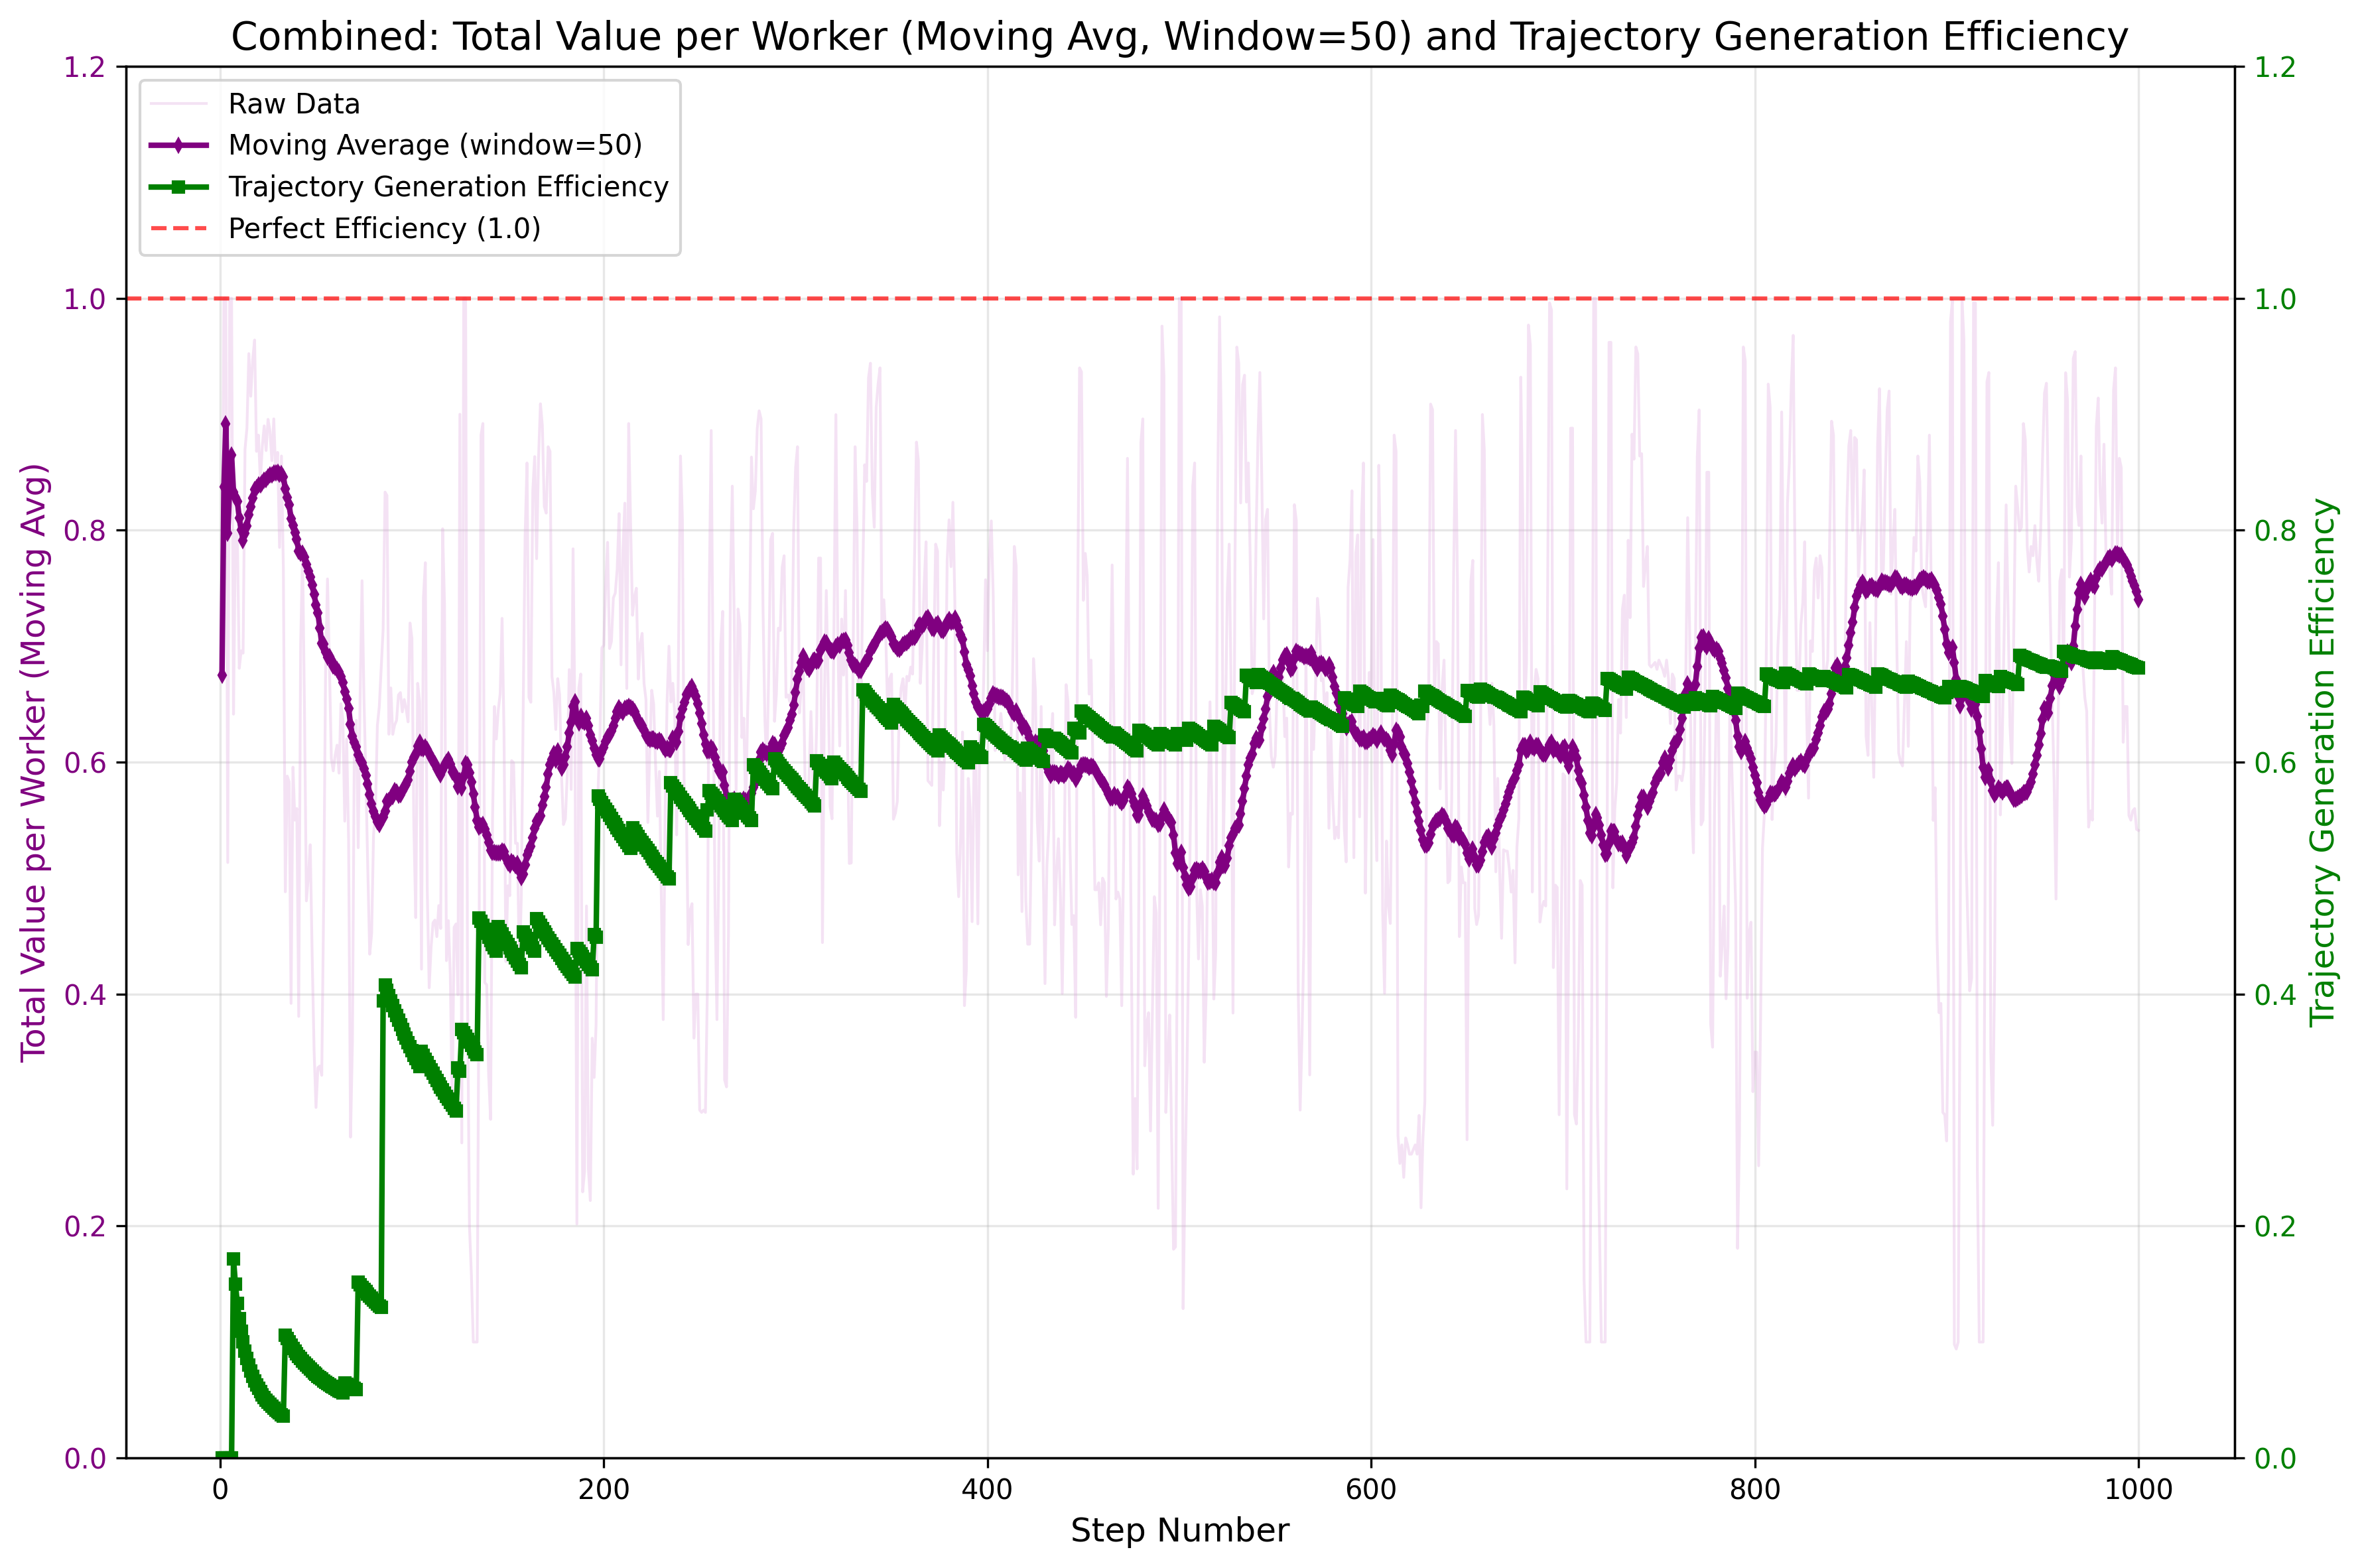 Combined: Total Value per Worker (Moving Avg, Window=50) and Trajectory Generation Efficiency
Raw Data
Moving Average (window=50)
Trajectory Generation Efficiency
Perfect Efficiency (1.0)
Total Value per Worker (Moving Avg)
1.2
1.0
0.8
0.6
0.4
0.2
0.0
1.2
1.0
0.8
0.6
0.4
0.2
0.0
Trajectory Generation Efficiency
0 200 400 600 800 1000
Step Number